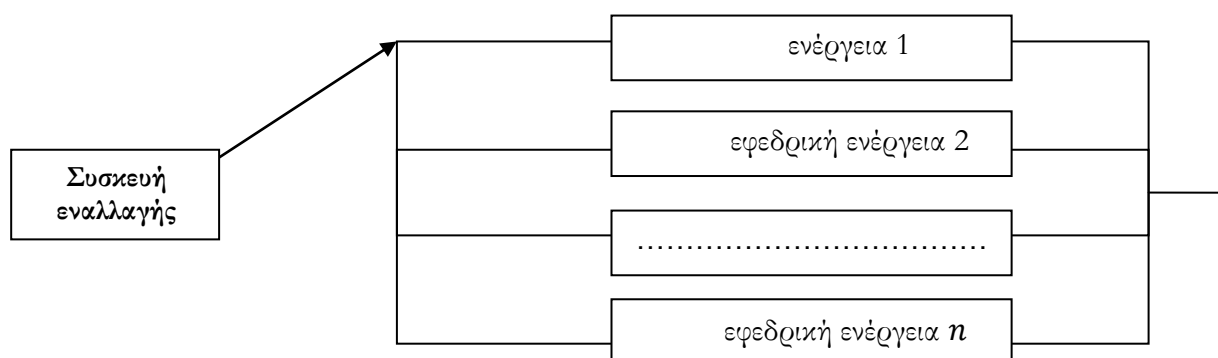 ενέργεια 1
εφεδρική ενέργεια 2
Συσκευή
εναλλαγής
……………………………
εφεδρική ενέργεια n